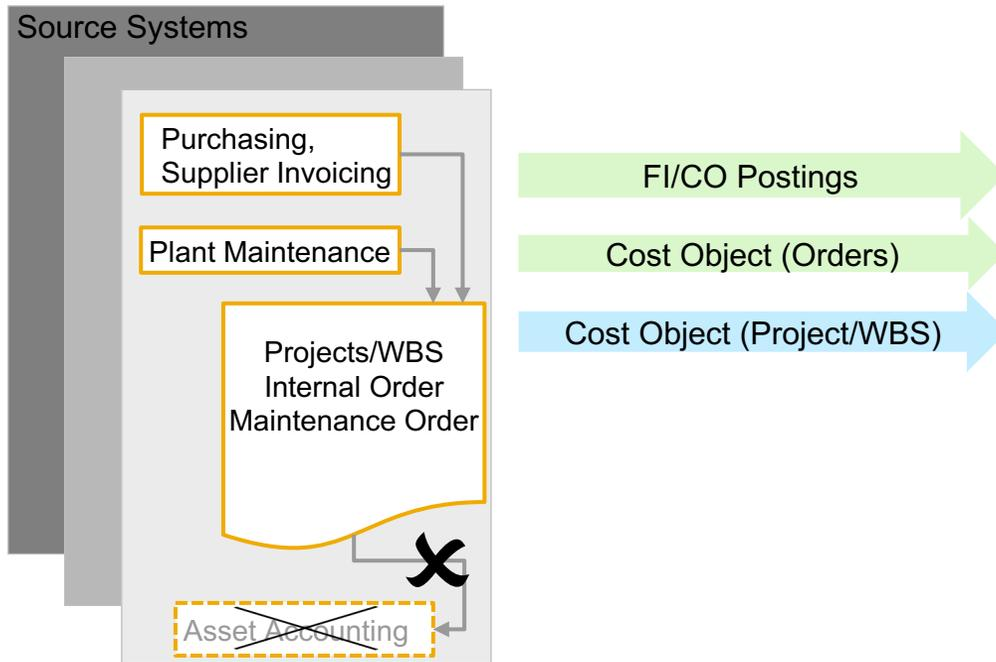 Source Systems
Purchasing,
Supplier Invoicing
Plant Maintenance
Projects/WBS
Internal Order
Maintenance Order
Asset Accounting
FI/CO Postings
Cost Object (Orders)
Cost Object (Project/WBS)